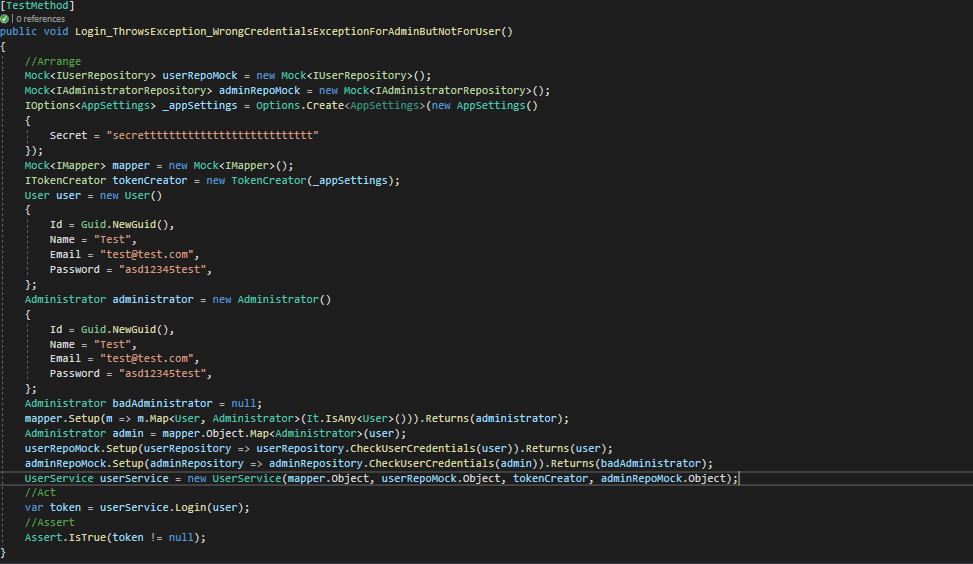 [TestMethod]
| 0 references
public void Login_ThrowsException_WrongCredentialsExceptionForAdminButNotForUser()
{
//Arrange
Mock<IUserRepository> userRepoMock = new Mock<IUserRepository>();
Mock<IAdministratorRepository> adminRepoMock = new Mock<IAdministratorRepository>();
IOptions<AppSettings> _appSettings = Options.Create<AppSettings>(new AppSettings()
{
Secret = "secretttttttttttttttttttttttttttt"
});
Mock<IMapper> mapper = new Mock<IMapper>();
ITokenCreator tokenCreator = new TokenCreator(_appSettings);
User user = new User()
{
Id = Guid.NewGuid(),
Name = "Test",
Email = "test@test.com",
Password = "asd12345test",
};
Administrator administrator = new Administrator()
{
Id = Guid.NewGuid(),
Name = "Test",
Email = "test@test.com",
Password = "asd12345test",
};
Administrator badAdministrator = null;
mapper.Setup(m => m.Map<User, Administrator>(It.IsAny<User>())).Returns(administrator);
Administrator admin = mapper.Object.Map<Administrator>(user);
userRepoMock.Setup(userRepository => userRepository.CheckUserCredentials(user)).Returns(user);
adminRepoMock.Setup(adminRepository => adminRepository.CheckUserCredentials(admin)).Returns(badAdministrator);
UserService userService = new UserService(mapper.Object, userRepoMock.Object, tokenCreator, adminRepoMock.Object);
//Act
var token = userService.Login(user);
//Assert
Assert.IsTrue(token != null);
}